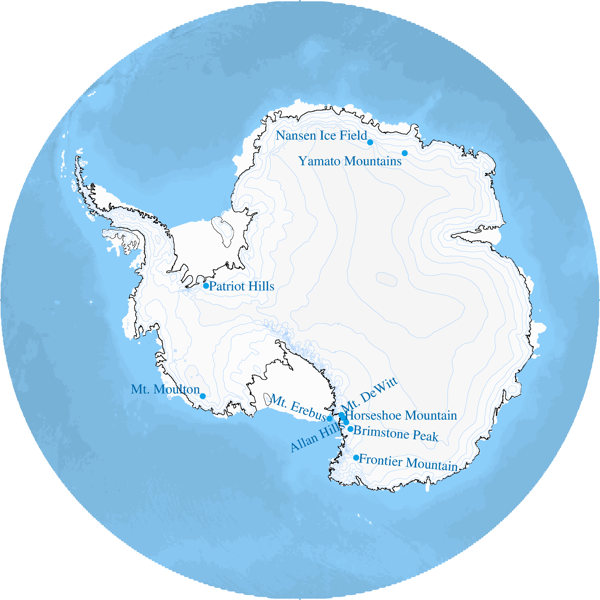 Nansen Ice Field
Yamato Mountains
Patriot Hills
Mt. Moulton
Mt. DeWitt
Mt. Erebus
Horseshoe Mountain
Allan Hills
Brimstone Peak
Frontier Mountain